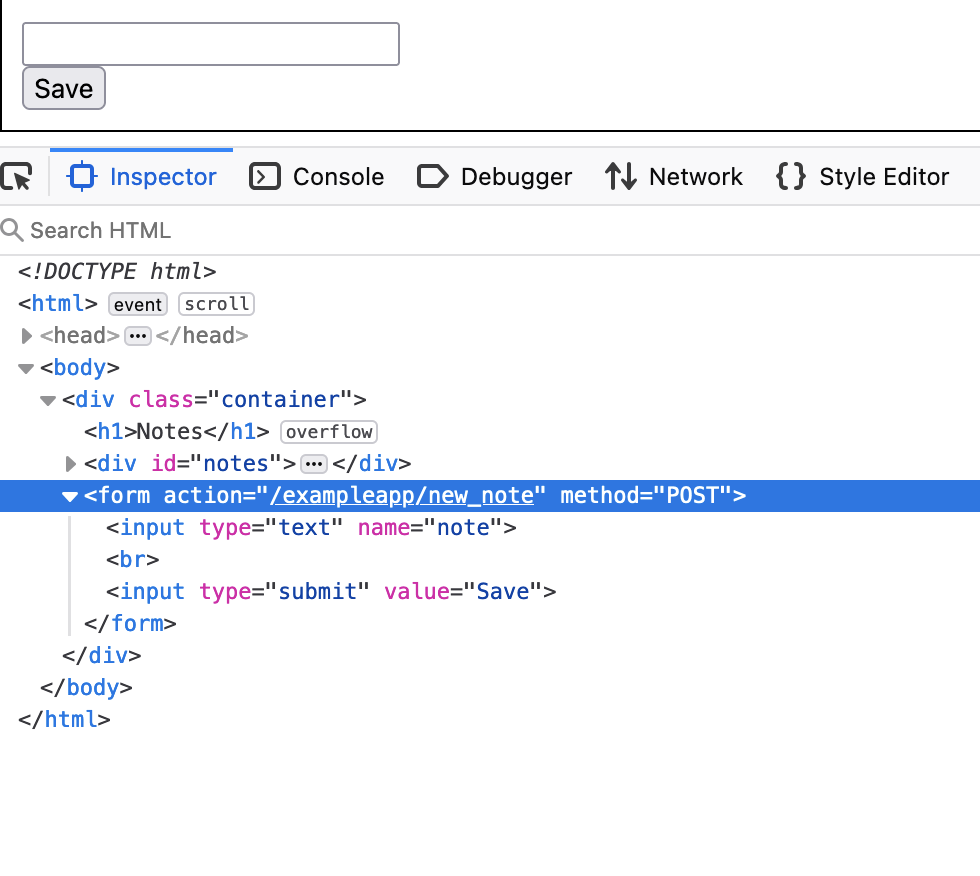 Save
Inspector Console Debugger Network Style Editor
Search HTML
<!DOCTYPE html>
<html> event scroll
<head> ••• </head>
<body>
<div class="container">
<h1>Notes</h1> overflow
<div id="notes"> ••• </div>
<form action="/exampleapp/new_note" method="POST">
<input type="text" name="note">
<br>
<input type="submit" value="Save">
</form>
</div>
</body>
</html>